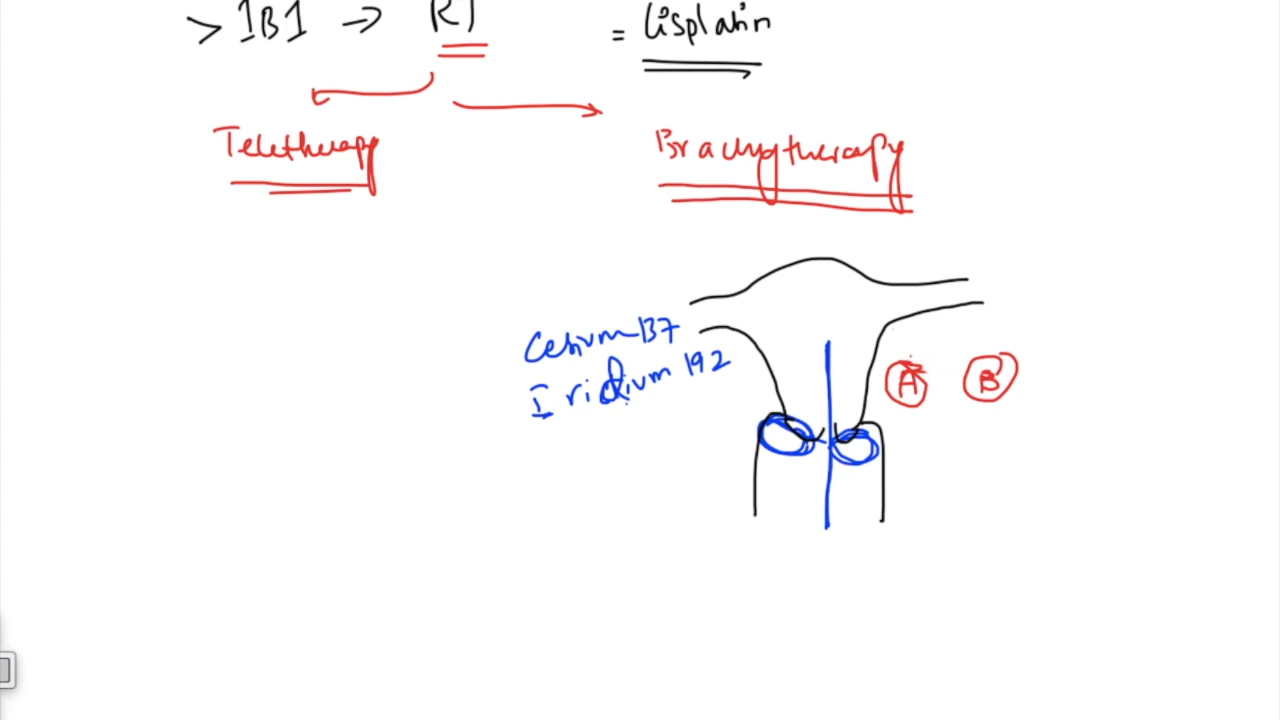 > IB1 → RT = Cisplatin
Teletherapy Brachytherapy
Cesium 137
Iridium 192
A B